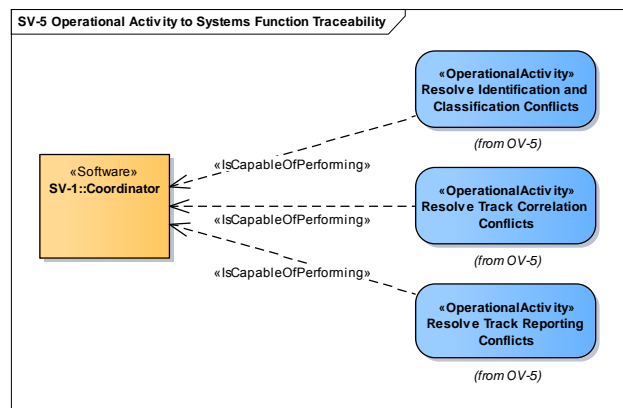 SV-5 Operational Activity to Systems Function Traceability
«OperationalActivity»
Resolve Identification and
Classification Conflicts
(from OV-5)
«IsCapableOfPerforming»
«Software»
SV-1::Coordinator
«OperationalActivity»
Resolve Track Correlation
Conflicts
(from OV-5)
«IsCapableOfPerforming»
«IsCapableOfPerforming»
«OperationalActivity»
Resolve Track Reporting
Conflicts
(from OV-5)